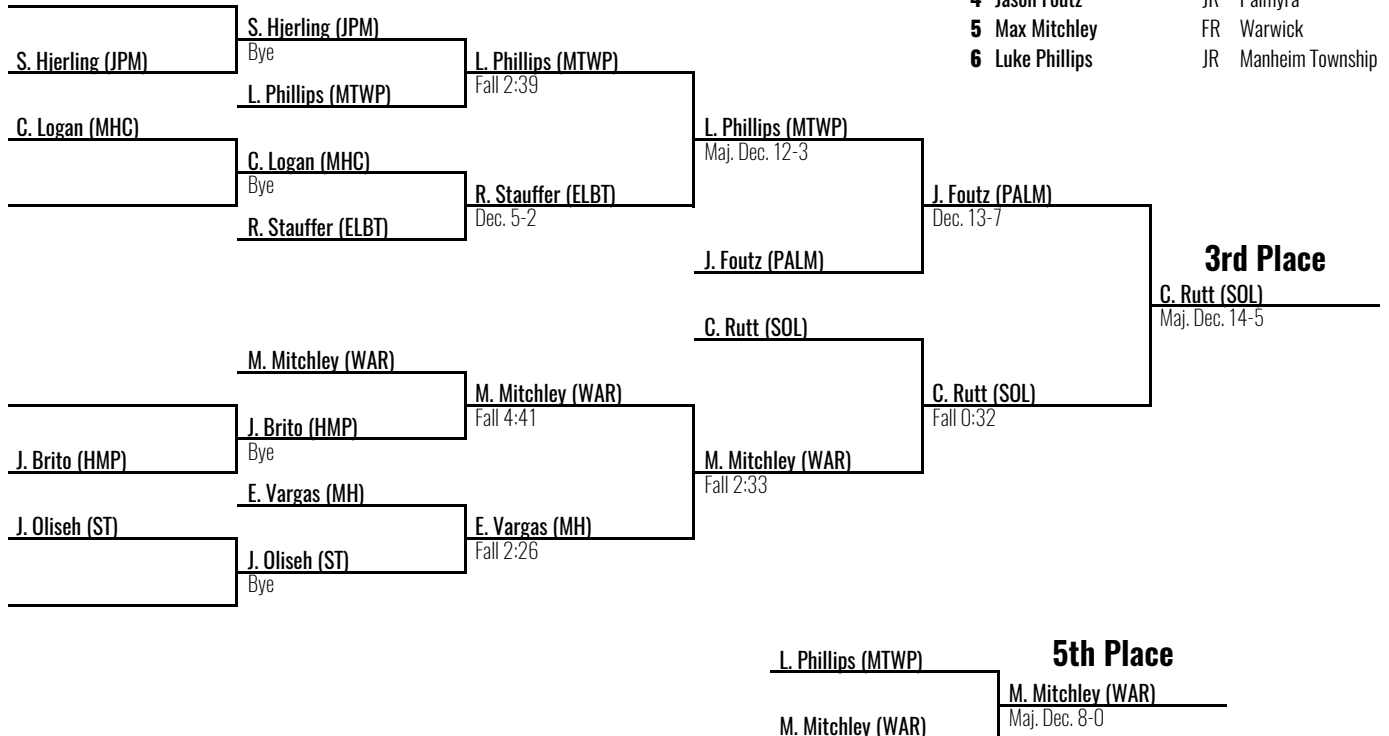 4 Jason Foutz JR Palmyra
5 Max Mitchley FR Warwick
6 Luke Phillips JR Manheim Township
S. Hjerling (JPM)
S. Hjerling (JPM)
Bye
L. Phillips (MTWP)
L. Phillips (MTWP)
Fall 2:39
C. Logan (MHC)
C. Logan (MHC)
Bye
R. Stauffer (ELBT)
R. Stauffer (ELBT)
Dec. 5-2
L. Phillips (MTWP)
Maj. Dec. 12-3
J. Foutz (PALM)
J. Foutz (PALM)
Dec. 13-7
3rd Place
C. Rutt (SOL)
Maj. Dec. 14-5
C. Rutt (SOL)
C. Rutt (SOL)
Fall 0:32
M. Mitchley (WAR)
M. Mitchley (WAR)
Fall 4:41
J. Brito (HMP)
J. Brito (HMP)
Bye
M. Mitchley (WAR)
Fall 2:33
E. Vargas (MH)
E. Vargas (MH)
Fall 2:26
J. Oliseh (ST)
J. Oliseh (ST)
Bye
5th Place
L. Phillips (MTWP)
M. Mitchley (WAR)
Maj. Dec. 8-0
M. Mitchley (WAR)